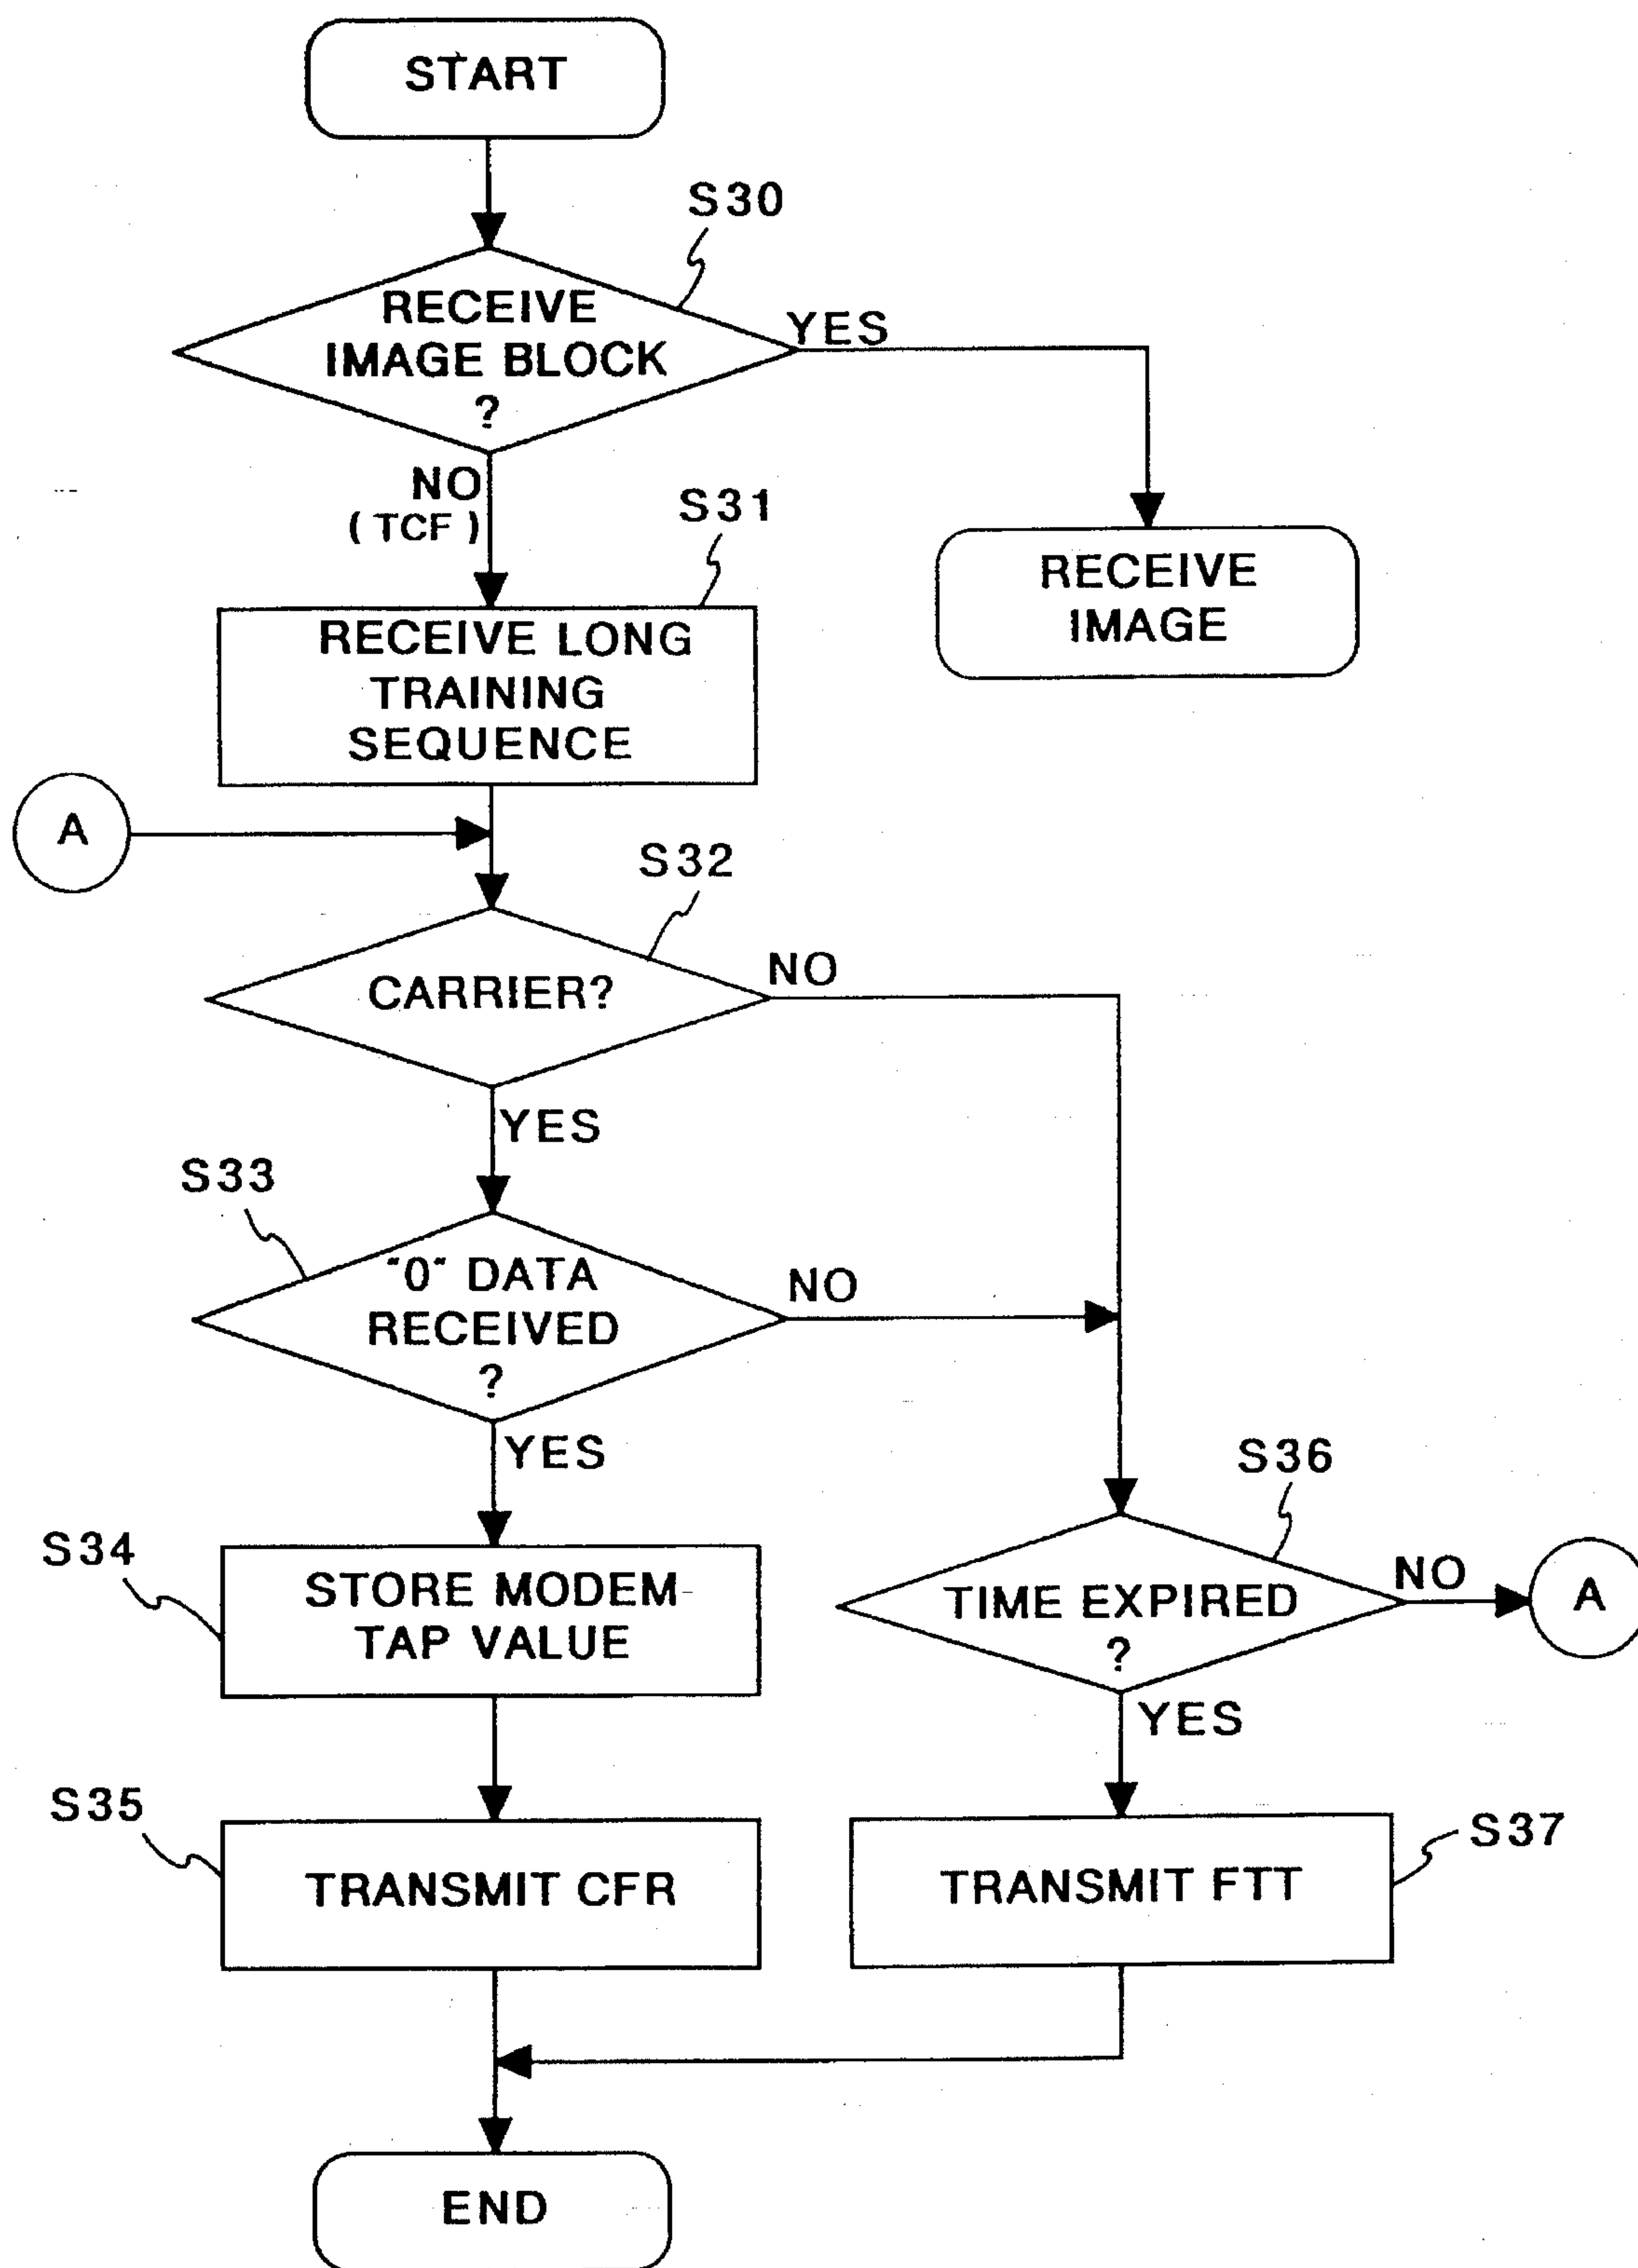 START
S30
RECEIVE
IMAGE BLOCK
?
YES
NO
( TCF )
S31
RECEIVE
IMAGE
RECEIVE LONG
TRAINING
SEQUENCE
A
S32
CARRIER?
NO
YES
S33
"0" DATA
RECEIVED
?
NO
YES
S36
S34
STORE MODEM
TAP VALUE
TIME EXPIRED
?
NO
A
YES
S35
TRANSMIT CFR
TRANSMIT FTT
S37
END